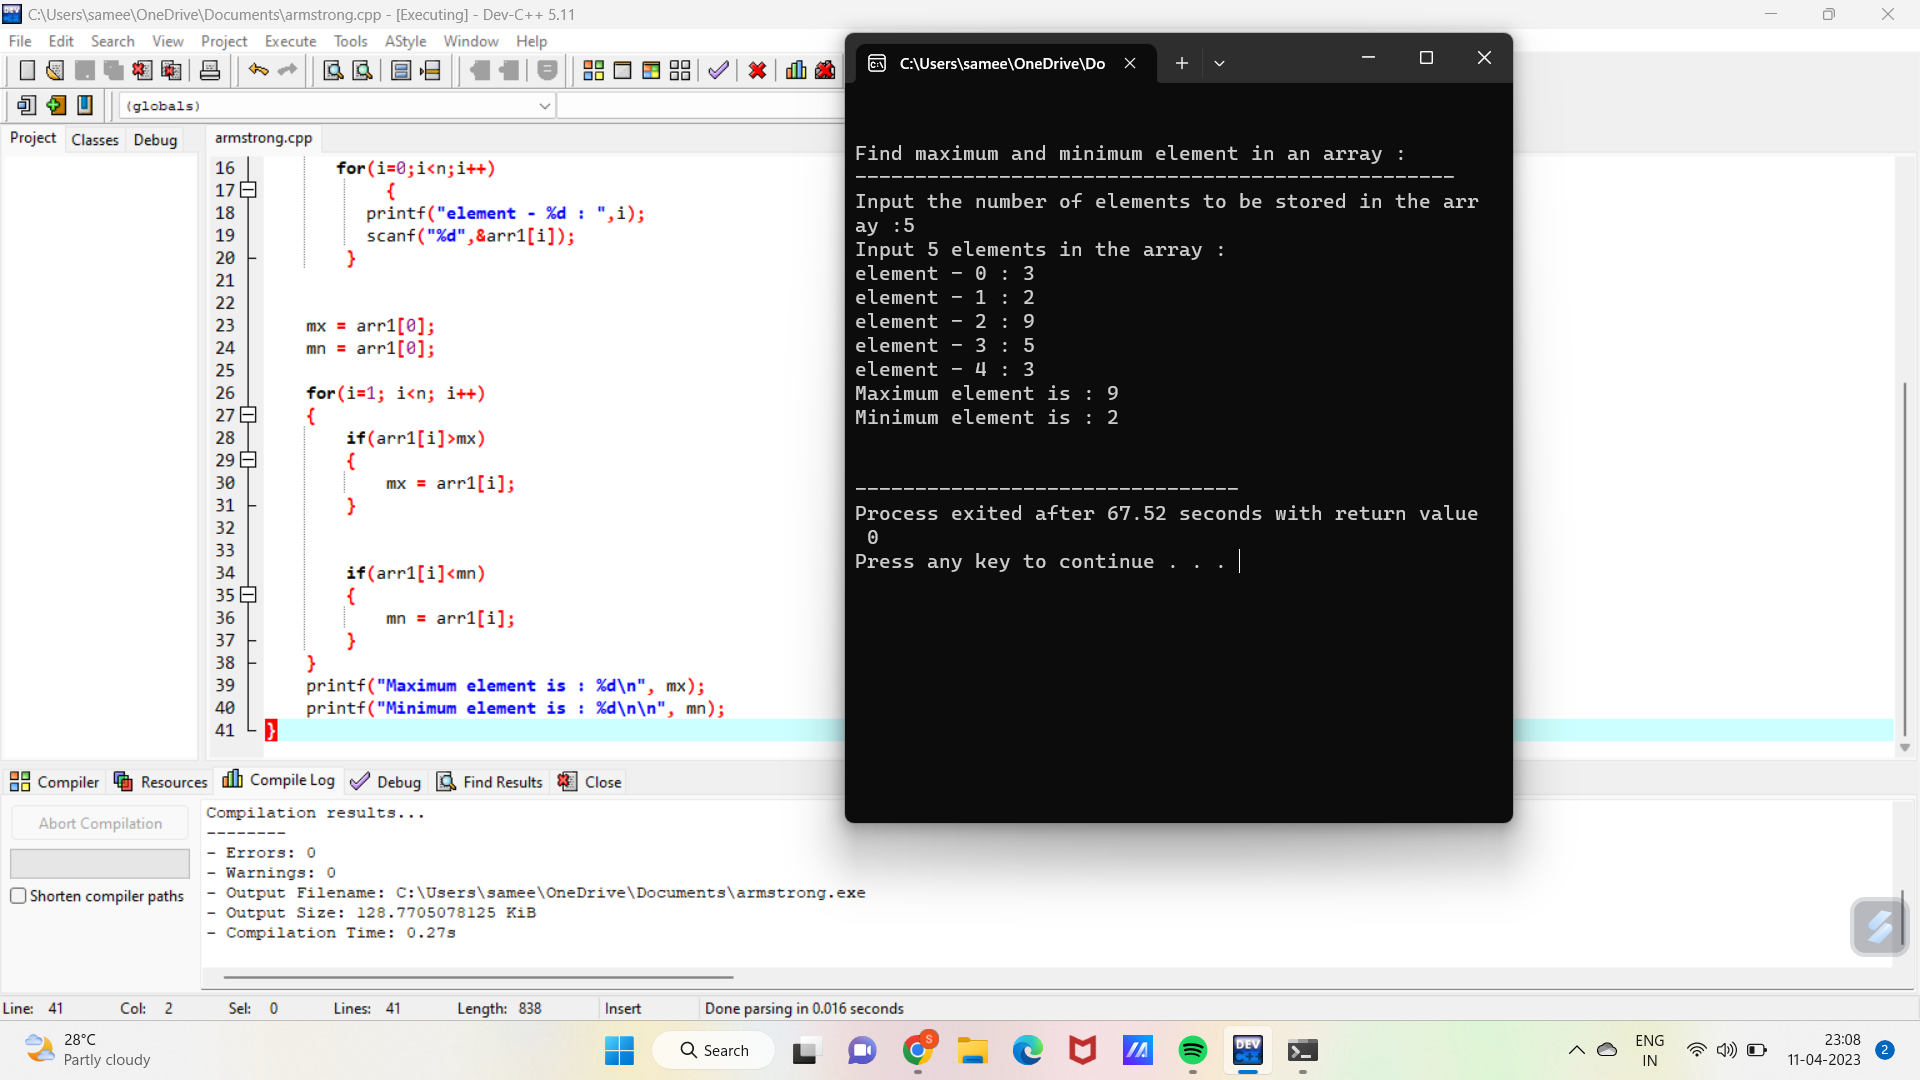 C:\Users\samee\OneDrive\Documents\armstrong.cpp - [Executing] - Dev-C++ 5.11
File Edit Search View Project Execute Tools AStyle Window Help
(globals)
Project Classes Debug
armstrong.cpp
16 for(i=0;i<n;i++)
17 {
18 printf("element - %d : ",i);
19 scanf("%d",&arr1[i]);
20 }
21
22
23 mx = arr1[0];
24 mn = arr1[0];
25
26 for(i=1; i<n; i++)
27 {
28 if(arr1[i]>mx)
29 {
30 mx = arr1[i];
31 }
32
33
34 if(arr1[i]<mn)
35 {
36 mn = arr1[i];
37 }
38 }
39 printf("Maximum element is : %d\n", mx);
40 printf("Minimum element is : %d\n\n", mn);
41 }
C:\Users\samee\OneDrive\Do
Find maximum and minimum element in an array :
--------------------------------------------------
Input the number of elements to be stored in the arr
ay :5
Input 5 elements in the array :
element - 0 : 3
element - 1 : 2
element - 2 : 9
element - 3 : 5
element - 4 : 3
Maximum element is : 9
Minimum element is : 2
--------------------------------
Process exited after 67.52 seconds with return value
0
Press any key to continue . . .
Compiler Resources Compile Log Debug Find Results Close
Abort Compilation
Shorten compiler paths
Compilation results...
--------
- Errors: 0
- Warnings: 0
- Output Filename: C:\Users\samee\OneDrive\Documents\armstrong.exe
- Output Size: 128.7705078125 KiB
- Compilation Time: 0.27s
Line: 41 Col: 2 Sel: 0 Lines: 41 Length: 838 Insert Done parsing in 0.016 seconds
28°C
Partly cloudy
Search
S
DEV
C++
ENG
IN
23:08
11-04-2023
2